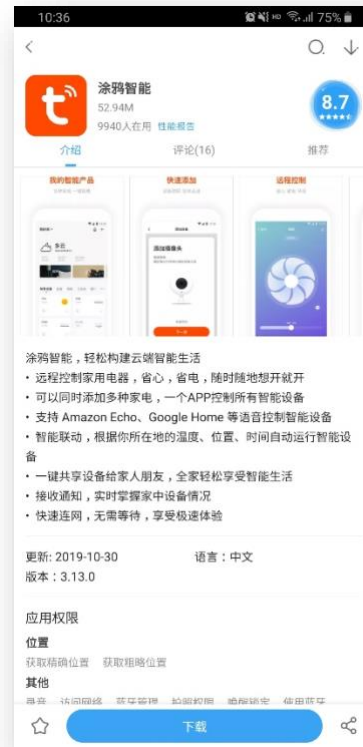 10:36
HD
75%
涂鸦智能
52.94M
9940人在用 性能报告
8.7
介绍
评论(16)
推荐
我的智能产品
快速添加
远程控制
多云
添加摄像头
下一步
涂鸦智能，轻松构建云端智能生活
• 远程控制家用电器，省心，省电，随时随地想开就开
• 可以同时添加多种家电，一个APP控制所有智能设备
• 支持 Amazon Echo、Google Home 等语音控制智能设备
• 智能联动，根据你所在地的温度、位置、时间自动运行智能设
备
• 一键共享设备给家人朋友，全家轻松享受智能生活
• 接收通知，实时掌握家中设备情况
• 快速连网，无需等待，享受极速体验
更新: 2019-10-30
语言：中文
版本：3.13.0
应用权限
位置
获取精确位置 获取粗略位置
其他
录音 访问网络 蓝牙管理 拍照权限 唤醒锁定 使用蓝牙
下载